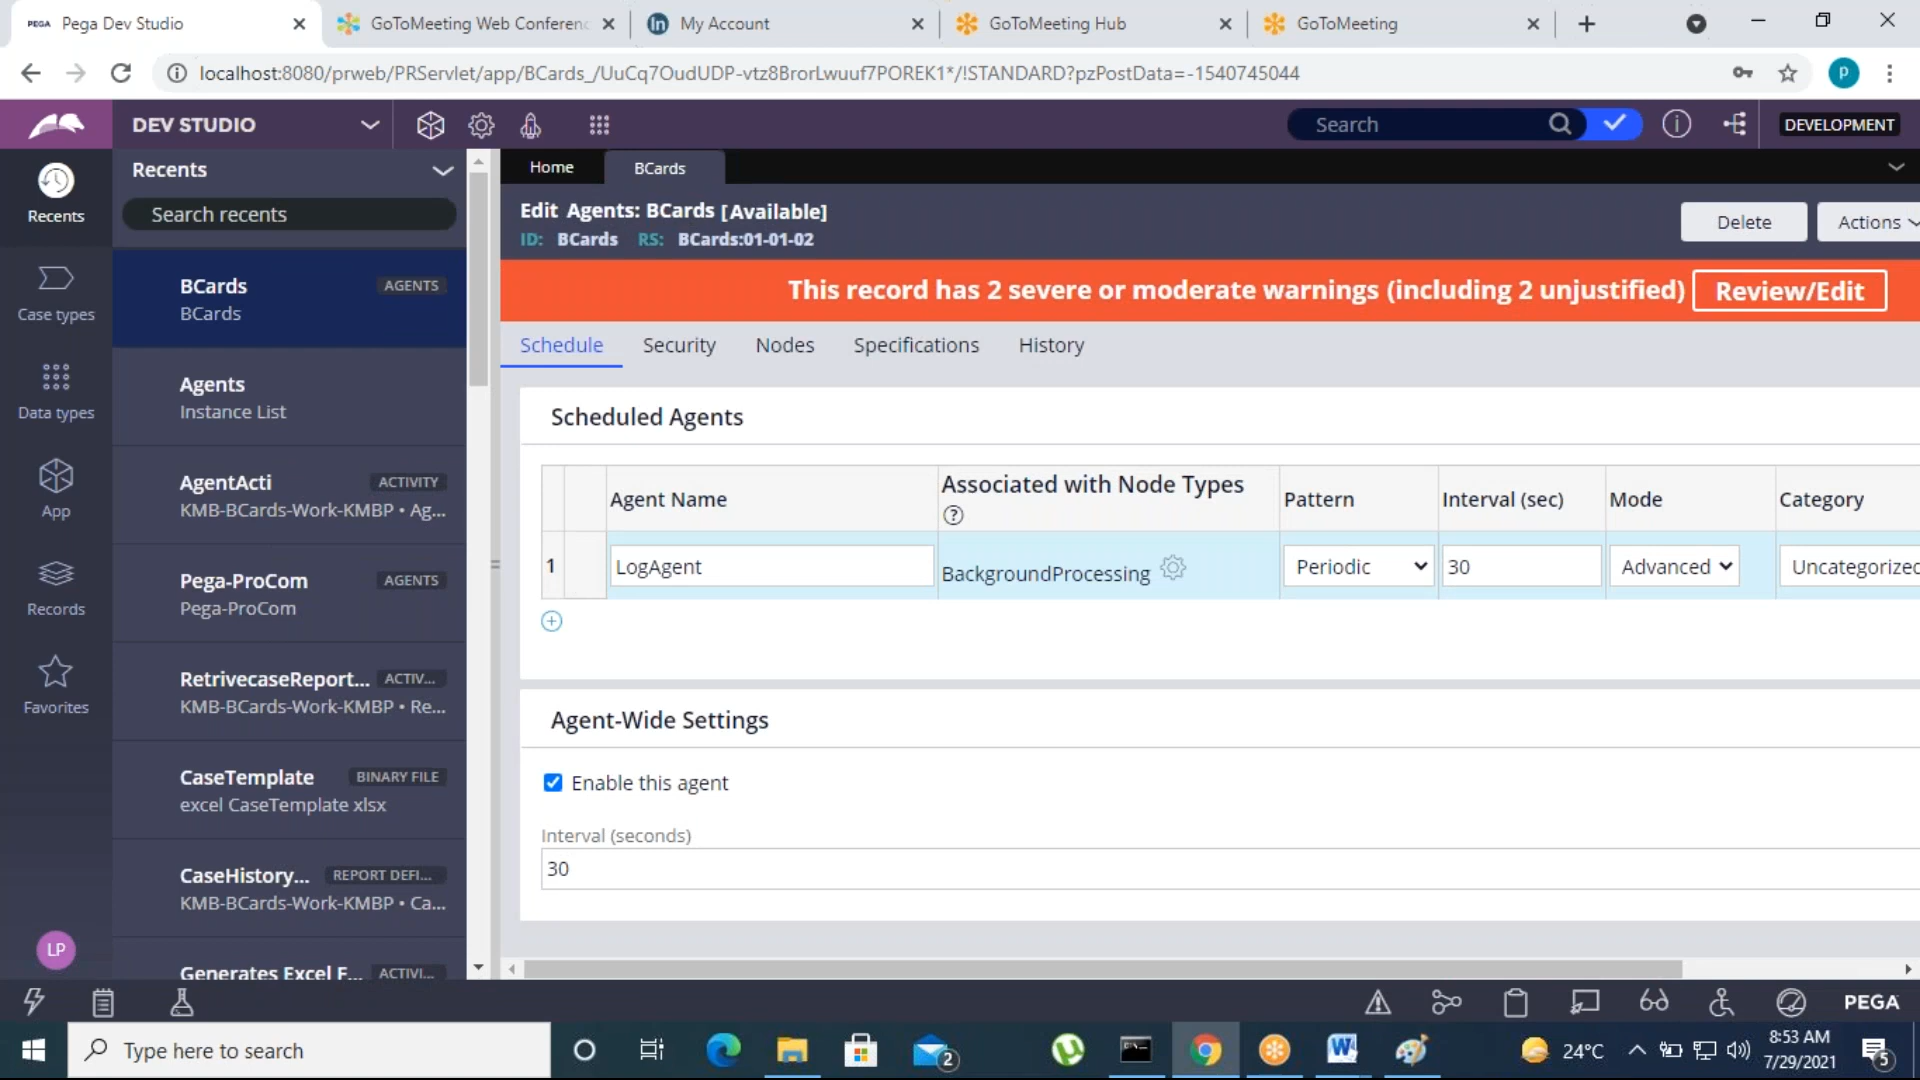 PEGA Pega Dev Studio
GoToMeeting Web Conferenc
My Account
GoToMeeting Hub
GoToMeeting
localhost:8080/prweb/PRServlet/app/BCards_/UuCq7OudUDP-vtz8BrorLwuuf7POREK1*/!STANDARD?pzPostData=-1540745044
P
DEV STUDIO
Search
DEVELOPMENT
Recents
Recents
Search recents
Case types
Data types
App
Records
Favorites
LP
BCards AGENTS
BCards
Agents
Instance List
AgentActi ACTIVITY
KMB-BCards-Work-KMBP • Ag...
Pega-ProCom AGENTS
Pega-ProCom
RetrivecaseReport... ACTIV...
KMB-BCards-Work-KMBP • Re...
CaseTemplate BINARY FILE
excel CaseTemplate xlsx
CaseHistory... REPORT DEFI...
KMB-BCards-Work-KMBP • Ca...
Generates Excel F... ACTIVI...
Home BCards
Edit Agents: BCards [Available]
ID: BCards RS: BCards:01-01-02
Delete
Actions
This record has 2 severe or moderate warnings (including 2 unjustified) Review/Edit
Schedule Security Nodes Specifications History
Scheduled Agents
Agent Name Associated with Node Types ? Pattern Interval (sec) Mode Category
1 LogAgent BackgroundProcessing Periodic 30 Advanced Uncategorized
Agent-Wide Settings
Enable this agent
Interval (seconds)
30
PEGA
Type here to search
2
24°C
8:53 AM
7/29/2021
5